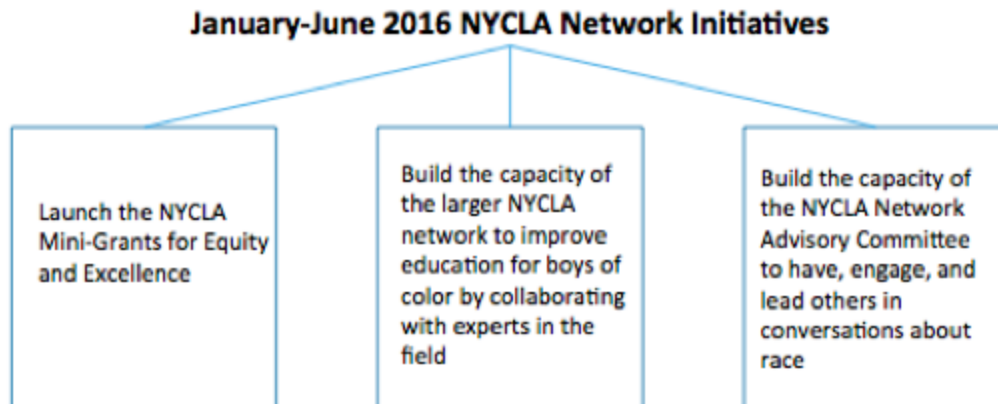 January-June 2016 NYCLA Network Initiatives
Launch the NYCLA
Mini-Grants for Equity
and Excellence
Build the capacity of
the larger NYCLA
network to improve
education for boys of
color by collaborating
with experts in the
field
Build the capacity of
the NYCLA Network
Advisory Committee
to have, engage, and
lead others in
conversations about
race